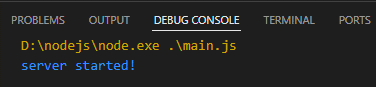 PROBLEMS OUTPUT DEBUG CONSOLE TERMINAL PORTS
D:\nodejs\node.exe .\main.js
server started!